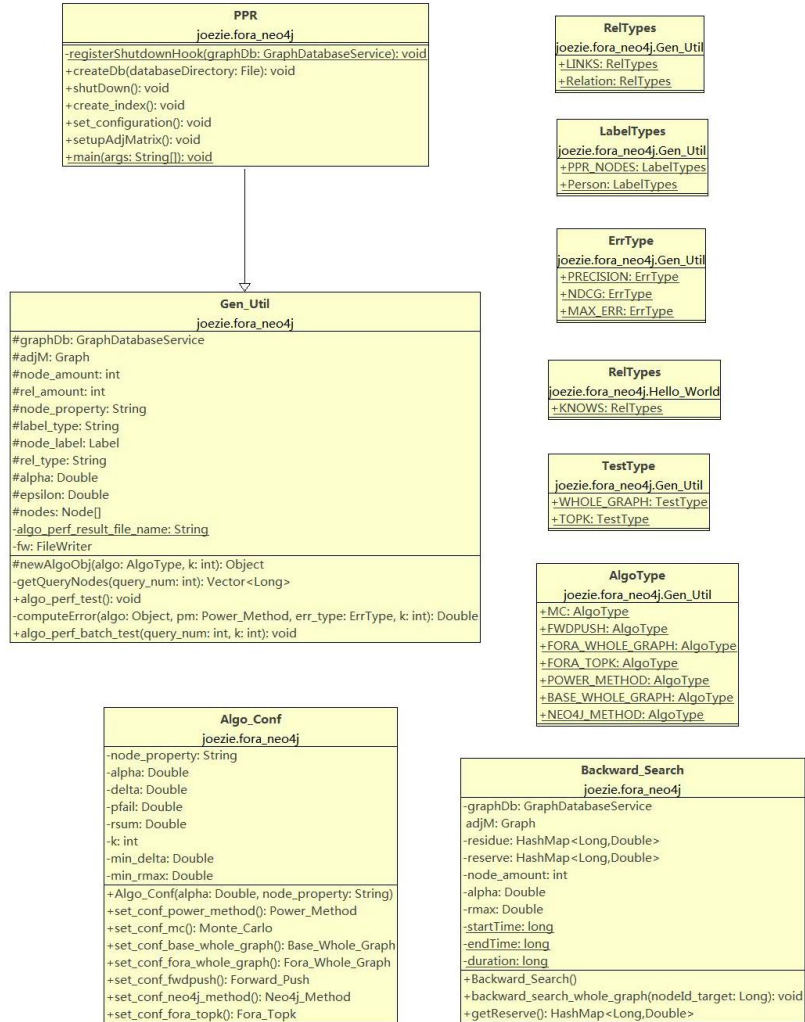 PPR
joezie.fora_neo4j
-registerShutdownHook(graphDb: GraphDatabaseService): void
+createDb(databaseDirectory: File): void
+shutDown(): void
+create_index(): void
+set_configuration(): void
+setupAdjMatrix(): void
+main(args: String[]): void
RelTypes
joezie.fora_neo4j.Gen_Util
+LINKS: RelTypes
+Relation: RelTypes
LabelTypes
joezie.fora_neo4j.Gen_Util
+PPR_NODES: LabelTypes
+Person: LabelTypes
ErrType
joezie.fora_neo4j.Gen_Util
+PRECISION: ErrType
+NDCG: ErrType
+MAX_ERR: ErrType
Gen_Util
joezie.fora_neo4j
#graphDb: GraphDatabaseService
#adjM: Graph
#node_amount: int
#rel_amount: int
#node_property: String
#label_type: String
#node_label: Label
#rel_type: String
#alpha: Double
#epsilon: Double
#nodes: Node[]
-algo_perf_result_file_name: String
-fw: FileWriter
#newAlgoObj(algo: AlgoType, k: int): Object
-getQueryNodes(query_num: int): Vector<Long>
+algo_perf_test(): void
-computeError(algo: Object, pm: Power_Method, err_type: ErrType, k: int): Double
+algo_perf_batch_test(query_num: int, k: int): void
RelTypes
joezie.fora_neo4j.Hello_World
+KNOWS: RelTypes
TestType
joezie.fora_neo4j.Gen_Util
+WHOLE_GRAPH: TestType
+TOPK: TestType
AlgoType
joezie.fora_neo4j.Gen_Util
+MC: AlgoType
+FWDPUSH: AlgoType
+FORA_WHOLE_GRAPH: AlgoType
+FORA_TOPK: AlgoType
+POWER_METHOD: AlgoType
+BASE_WHOLE_GRAPH: AlgoType
+NEO4J_METHOD: AlgoType
Algo_Conf
joezie.fora_neo4j
-node_property: String
-alpha: Double
-delta: Double
-pfail: Double
-rsum: Double
-k: int
-min_delta: Double
-min_rmax: Double
+Algo_Conf(alpha: Double, node_property: String)
+set_conf_power_method(): Power_Method
+set_conf_mc(): Monte_Carlo
+set_conf_base_whole_graph(): Base_Whole_Graph
+set_conf_fora_whole_graph(): Fora_Whole_Graph
+set_conf_fwdpush(): Forward_Push
+set_conf_neo4j_method(): Neo4j_Method
+set_conf_fora_topk(): Fora_Topk
Backward_Search
joezie.fora_neo4j
-graphDb: GraphDatabaseService
adjM: Graph
-residue: HashMap<Long,Double>
-reserve: HashMap<Long,Double>
-node_amount: int
-alpha: Double
-rmax: Double
-startTime: long
-endTime: long
-duration: long
+Backward_Search()
+backward_search_whole_graph(nodeId_target: Long): void
+getReserve(): HashMap<Long,Double>